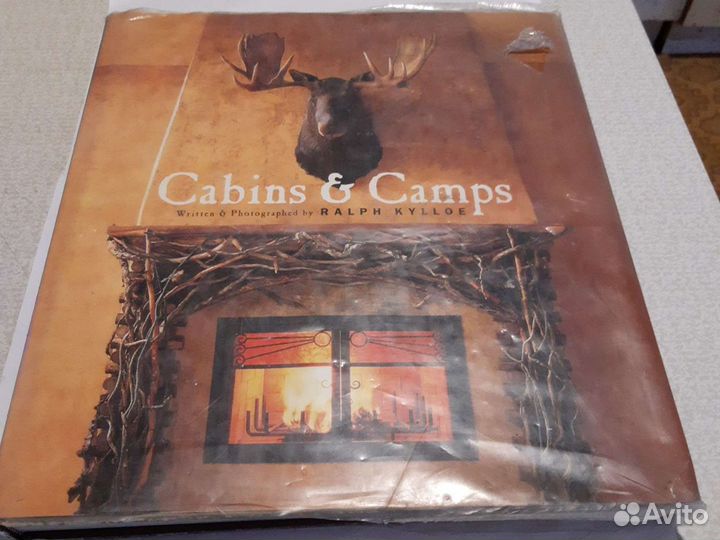 Cabins & Camps
Written & Photographed by RALPH KYLLOE
Avito